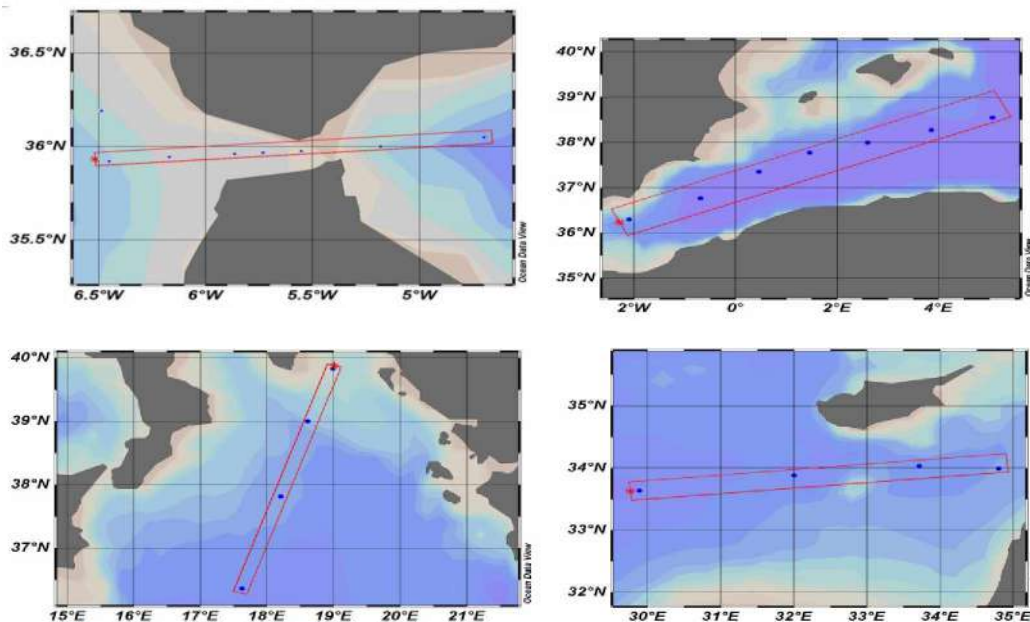 36.5°N
36°N
35.5°N
6.5°W 6°W 5.5°W 5°W
Ocean Data View
40°N
39°N
38°N
37°N
36°N
35°N
2°W 0° 2°E 4°E
Ocean Data View
40°N
39°N
38°N
37°N
15°E 16°E 17°E 18°E 19°E 20°E 21°E
Ocean Data View
35°N
34°N
33°N
32°N
30°E 31°E 32°E 33°E 34°E 35°E
Ocean Data View